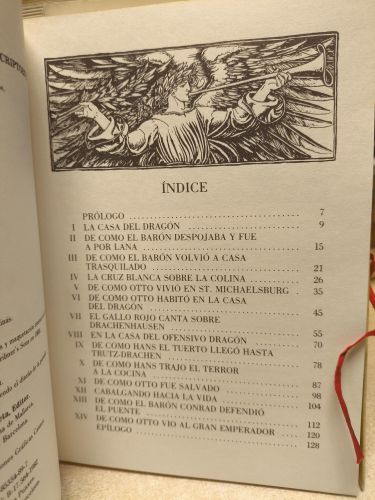 ÍNDICE
PRÓLOGO 7
I LA CASA DEL DRAGÓN 9
II DE COMO EL BARÓN DESPOJABA Y FUE
A POR LANA 15
III DE COMO EL BARÓN VOLVIÓ A CASA
TRASQUILADO 21
IV LA CRUZ BLANCA SOBRE LA COLINA 26
V DE COMO OTTO VIVIÓ EN ST. MICHAELSBURG 35
VI DE COMO OTTO HABITÓ EN LA CASA
DEL DRAGÓN 45
VII EL GALLO ROJO CANTA SOBRE
DRACHENHAUSEN 55
VIII EN LA CASA DEL OFENSIVO DRAGÓN 70
IX DE COMO HANS EL TUERTO LLEGÓ HASTA
TRUTZ-DRACHEN 78
X DE COMO HANS TRAJO EL TERROR
A LA COCINA 87
XI DE COMO OTTO FUE SALVADO 98
XII CABALGANDO HACIA LA VIDA 104
XIII DE COMO EL BARÓN CONRAD DEFENDIÓ
EL PUENTE 112
XIV DE COMO OTTO VIO AL GRAN EMPERADOR 120
EPÍLOGO 128
y maquetación
Editor.
de Mallorca
Barcelona
Gráficas